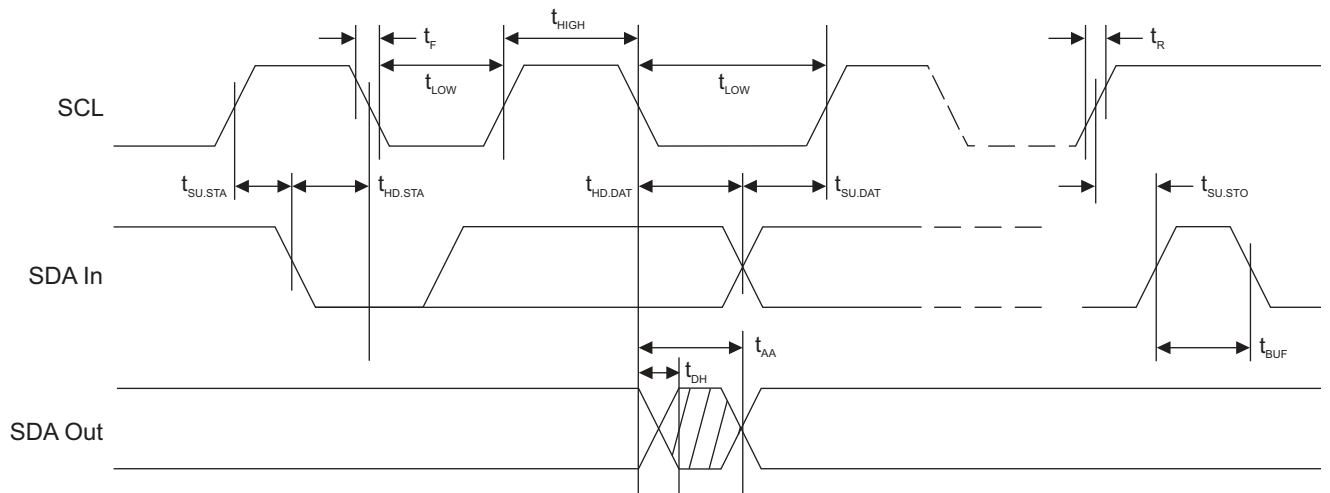 t_HIGH
t_F
t_R
t_LOW
t_LOW
SCL
t_SU.STA
t_HD.STA
t_HD.DAT
t_SU.DAT
t_SU.STO
SDA In
t_AA
t_BUF
t_DH
SDA Out